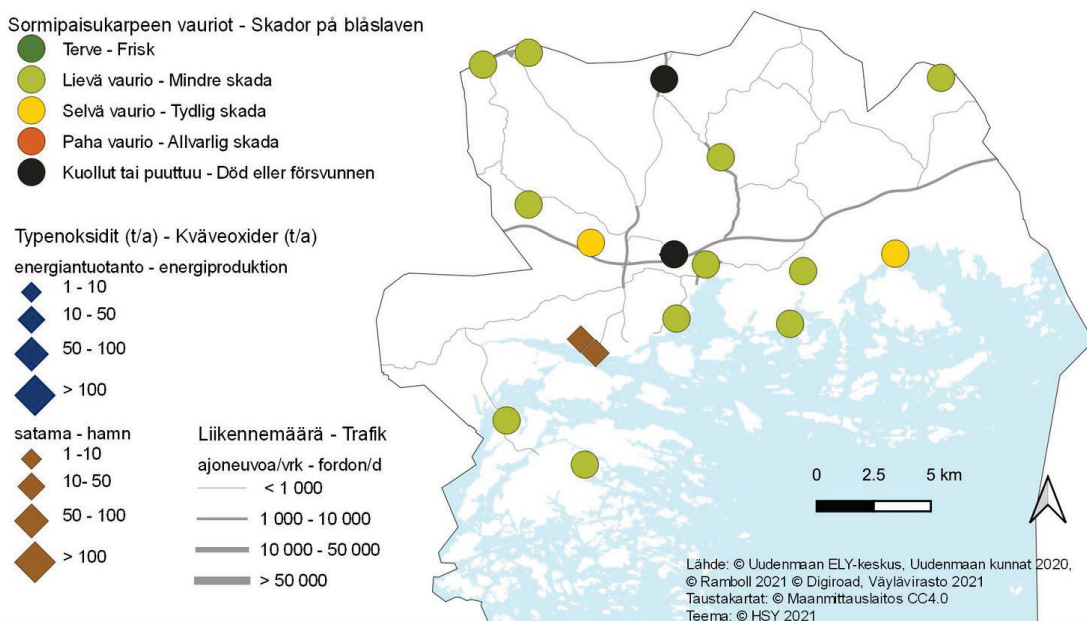 Sormipaisukarpeen vauriot - Skador på blåslaven
Terve - Frisk
Lievä vaurio - Mindre skada
Selvä vaurio - Tydlig skada
Paha vaurio - Allvarlig skada
Kuollut tai puuttuu - Död eller försvunnen
Typenoksidit (t/a) - Kväveoxider (t/a)
energiantuotanto - energiproduktion
1 - 10
10 - 50
50 - 100
> 100
satama - hamn
1 -10
10- 50
50 - 100
> 100
Liikennemäärä - Trafik
ajoneuvoa/vrk - fordon/d
< 1 000
1 000 - 10 000
10 000 - 50 000
> 50 000
0 2.5 5 km
Lähde: © Uudenmaan ELY-keskus, Uudenmaan kunnat 2020,
© Ramboll 2021 © Digiroad, Väylävirasto 2021
Taustakartat: © Maanmittauslaitos CC4.0
Teema: © HSY 2021